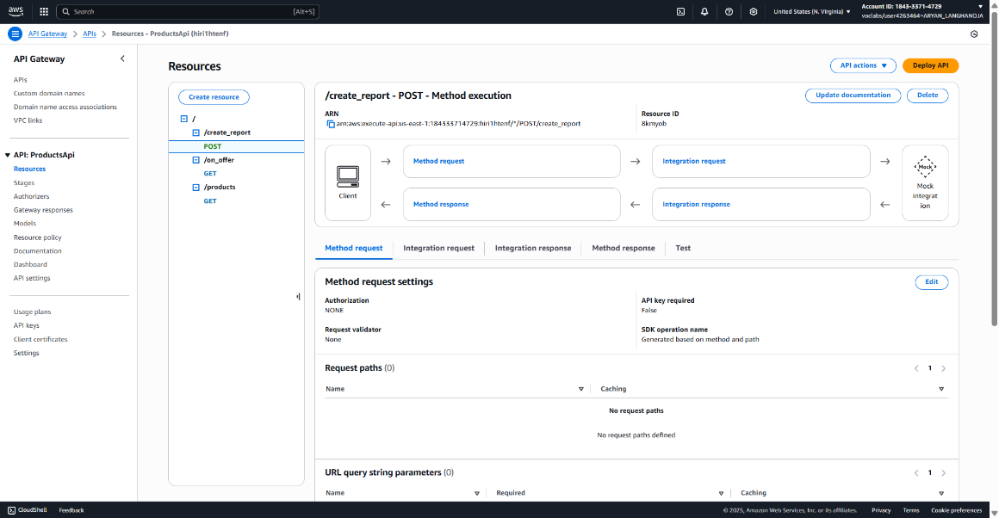 aws
Search [Alt+S]
United States (N. Virginia)
Account ID: 1843-3371-4729
voclabs/user4263464=ARYAN_LANGHANOJA
API Gateway > APIs > Resources - ProductsApi (hiri1htenf)
API Gateway
APIs
Custom domain names
Domain name access associations
VPC links
API: ProductsApi
Resources
Stages
Authorizers
Gateway responses
Models
Resource policy
Documentation
Dashboard
API settings
Usage plans
API keys
Client certificates
Settings
Resources
API actions
Deploy API
Create resource
/
/create_report
POST
/on_offer
GET
/products
GET
/create_report - POST - Method execution
Update documentation
Delete
ARN
arn:aws:execute-api:us-east-1:184333714729:hiri1htenf/*/POST/create_report
Resource ID
8kmyob
Client
Method request
Integration request
Method response
Integration response
Mock
Mock
integrat
ion
Method request
Integration request
Integration response
Method response
Test
Method request settings
Edit
Authorization
NONE
API key required
False
Request validator
None
SDK operation name
Generated based on method and path
Request paths (0)
1
Name
Caching
No request paths
No request paths defined
URL query string parameters (0)
1
Name
Required
Caching
CloudShell
Feedback
© 2025, Amazon Web Services, Inc. or its affiliates.
Privacy
Terms
Cookie preferences